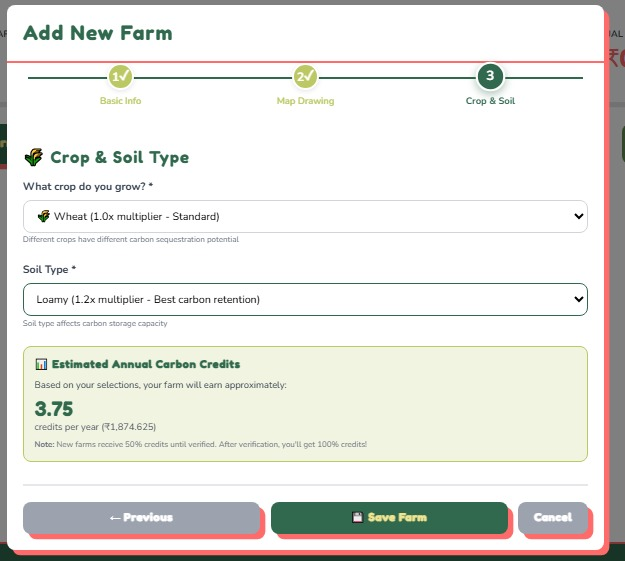 Add New Farm
1✓
2✓
3
Basic Info
Map Drawing
Crop & Soil
🌾 Crop & Soil Type
What crop do you grow? *
🌾 Wheat (1.0x multiplier - Standard)
Different crops have different carbon sequestration potential
Soil Type *
Loamy (1.2x multiplier - Best carbon retention)
Soil type affects carbon storage capacity
📊 Estimated Annual Carbon Credits
Based on your selections, your farm will earn approximately:
3.75
credits per year (₹1,874.625)
Note: New farms receive 50% credits until verified. After verification, you'll get 100% credits!
← Previous
💾 Save Farm
Cancel